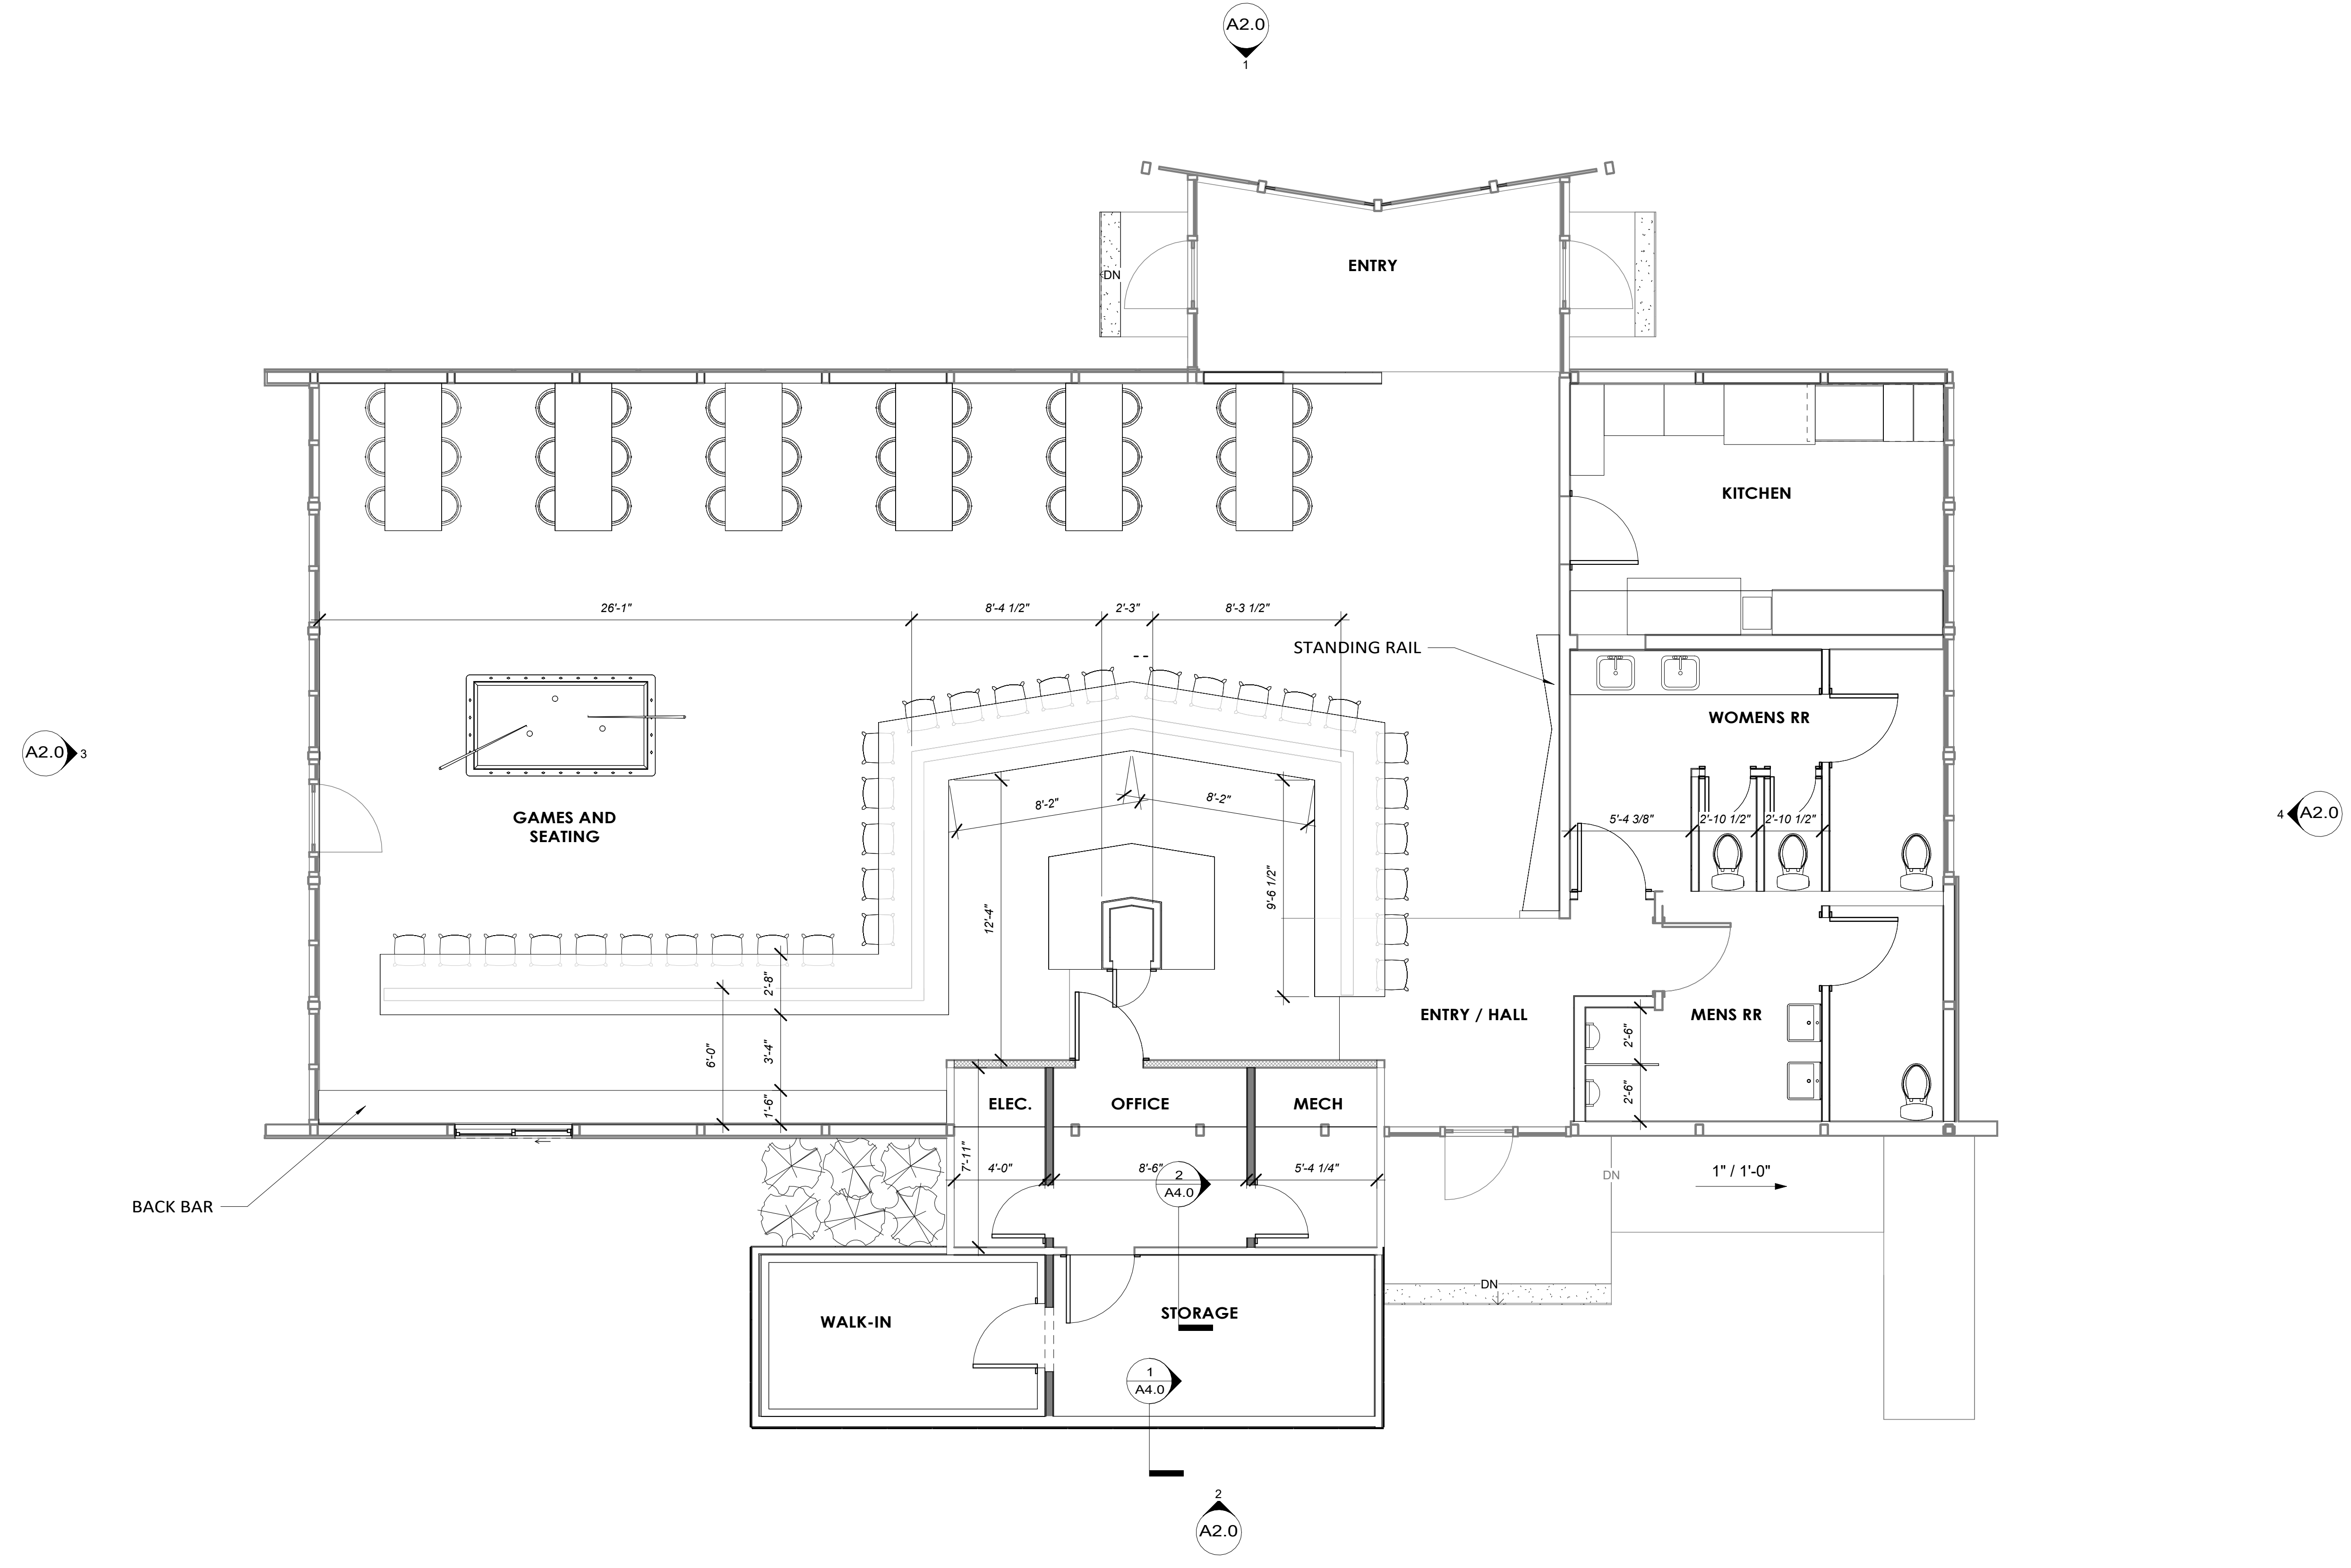 A2.0
1
ENTRY
DN
KITCHEN
26'-1"
8'-4 1/2"
2'-3"
8'-3 1/2"
STANDING RAIL
WOMENS RR
A2.0
3
GAMES AND
SEATING
8'-2"
8'-2"
5'-4 3/8"
2'-10 1/2"
2'-10 1/2"
4
A2.0
12'-4"
9'-6 1/2"
2'-8"
ENTRY / HALL
MENS RR
6'-0"
3'-4"
2'-6"
2'-6"
1'-6"
ELEC.
OFFICE
MECH
7'-11"
4'-0"
8'-6"
5'-4 1/4"
2
A4.0
DN
1" / 1'-0"
BACK BAR
DN
WALK-IN
STORAGE
1
A4.0
2
A2.0